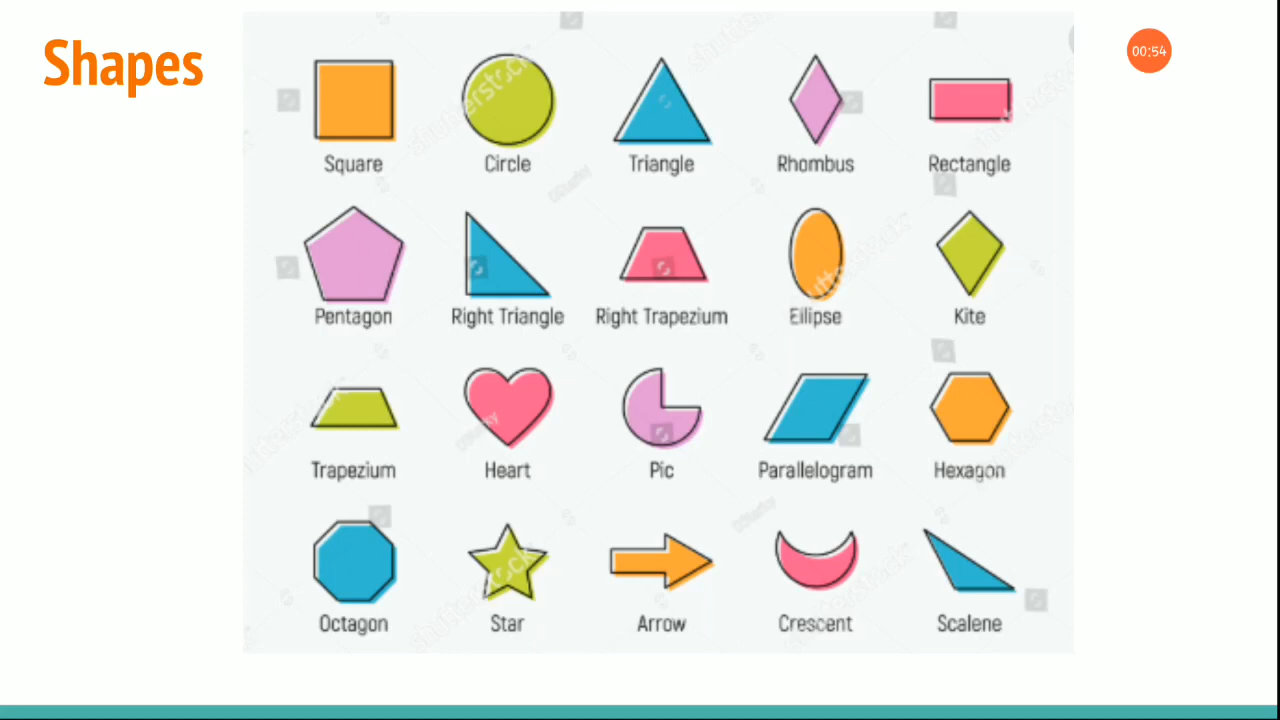 Shapes
00:54
Square Circle Triangle Rhombus Rectangle
Pentagon Right Triangle Right Trapezium Eilipse Kite
Trapezium Heart Pic Parallelogram Hexagon
Octagon Star Arrow Crescent Scalene